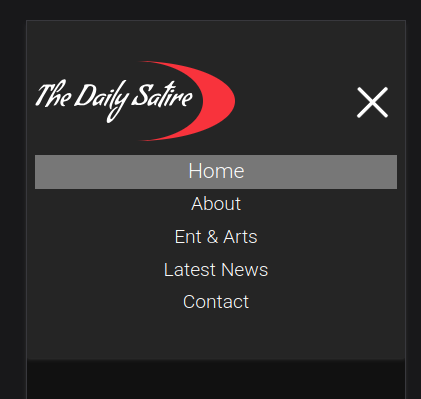 The Daily Satire
Home
About
Ent & Arts
Latest News
Contact